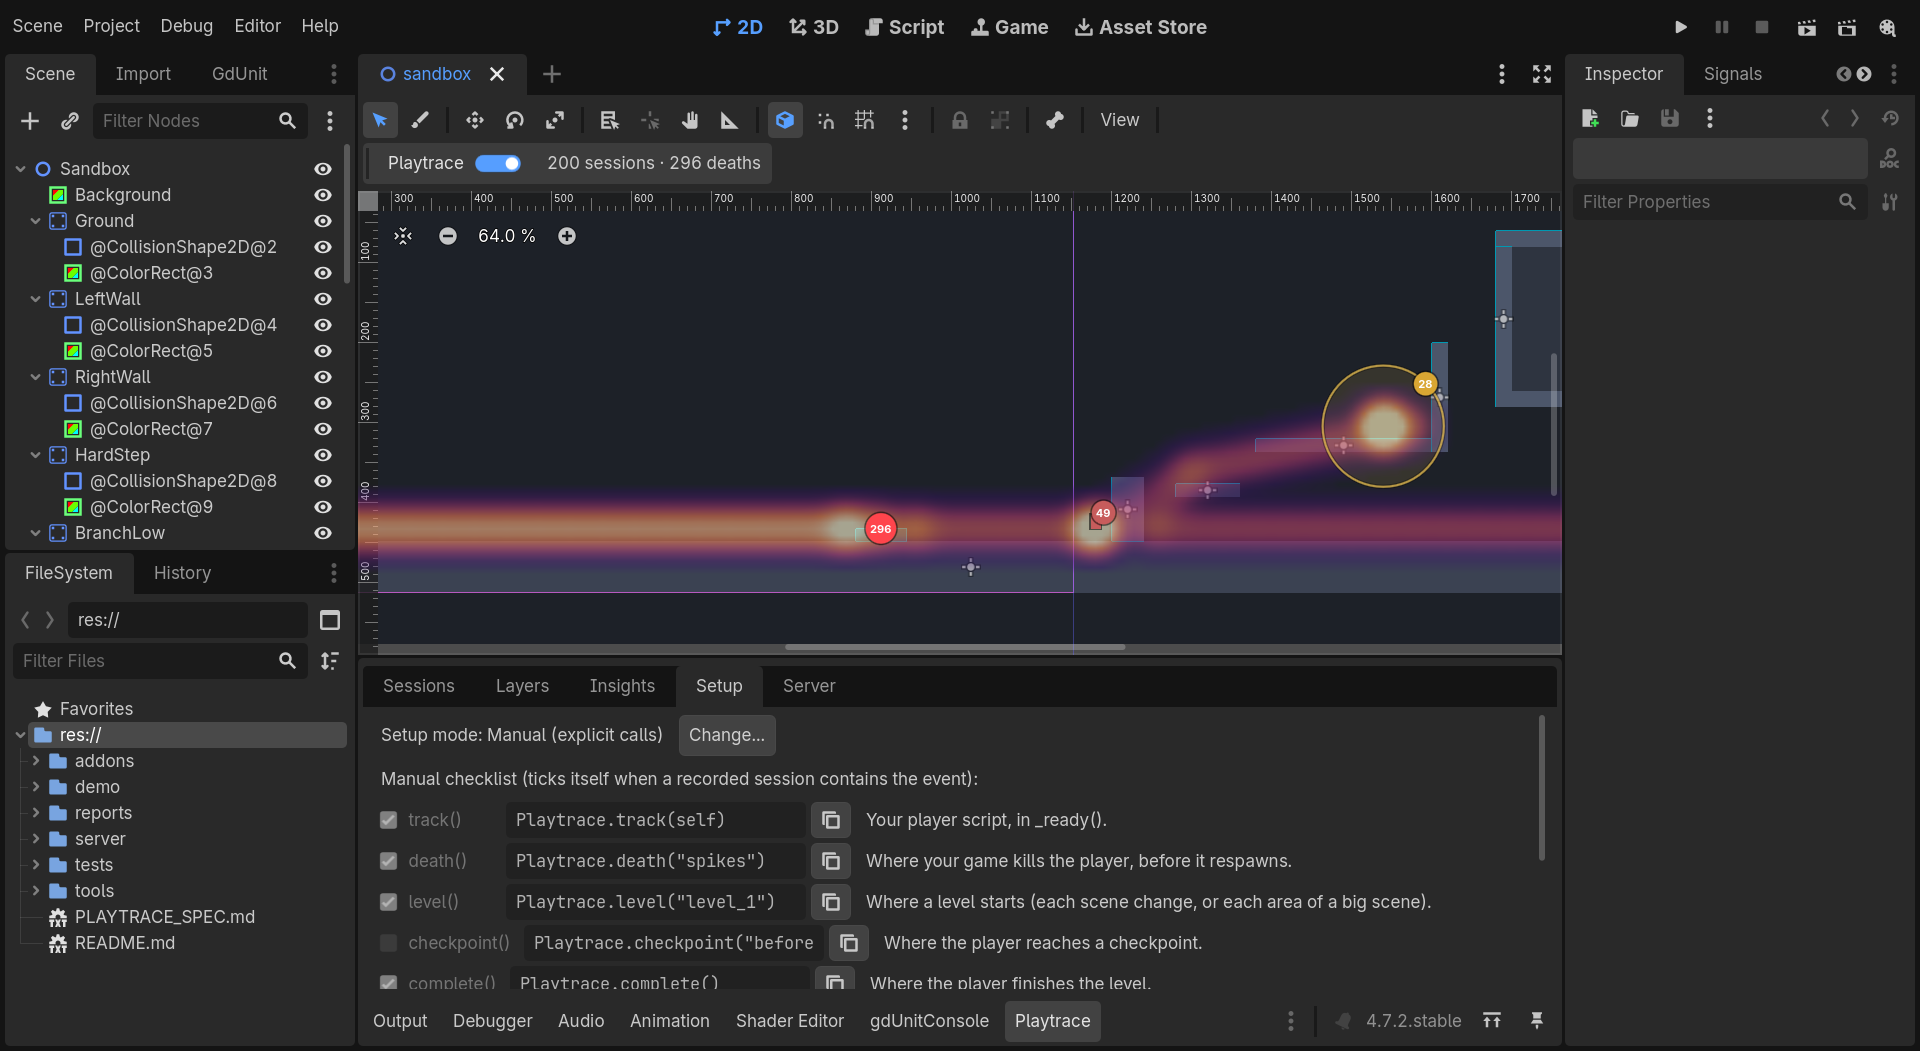 Scene Project Debug Editor Help
2D 3D Script Game Asset Store
Scene Import GdUnit
Filter Nodes
Sandbox
Background
Ground
@CollisionShape2D@2
@ColorRect@3
LeftWall
@CollisionShape2D@4
@ColorRect@5
RightWall
@CollisionShape2D@6
@ColorRect@7
HardStep
@CollisionShape2D@8
@ColorRect@9
BranchLow
FileSystem History
res://
Filter Files
Favorites
res://
addons
demo
reports
server
tests
tools
PLAYTRACE_SPEC.md
README.md
sandbox
View
Playtrace 200 sessions · 296 deaths
300 400 500 600 700 800 900 1000 1100 1200 1300 1400 1500 1600 1700
100
200
300
400
500
64.0 %
28
49
296
Sessions Layers Insights Setup Server
Setup mode: Manual (explicit calls) Change...
Manual checklist (ticks itself when a recorded session contains the event):
track() Playtrace.track(self) Your player script, in _ready().
death() Playtrace.death("spikes") Where your game kills the player, before it respawns.
level() Playtrace.level("level_1") Where a level starts (each scene change, or each area of a big scene).
checkpoint() Playtrace.checkpoint("before Where the player reaches a checkpoint.
complete() Playtrace.complete() Where the player finishes the level.
Output Debugger Audio Animation Shader Editor gdUnitConsole Playtrace 4.7.2.stable
Inspector Signals
DOC
Filter Properties